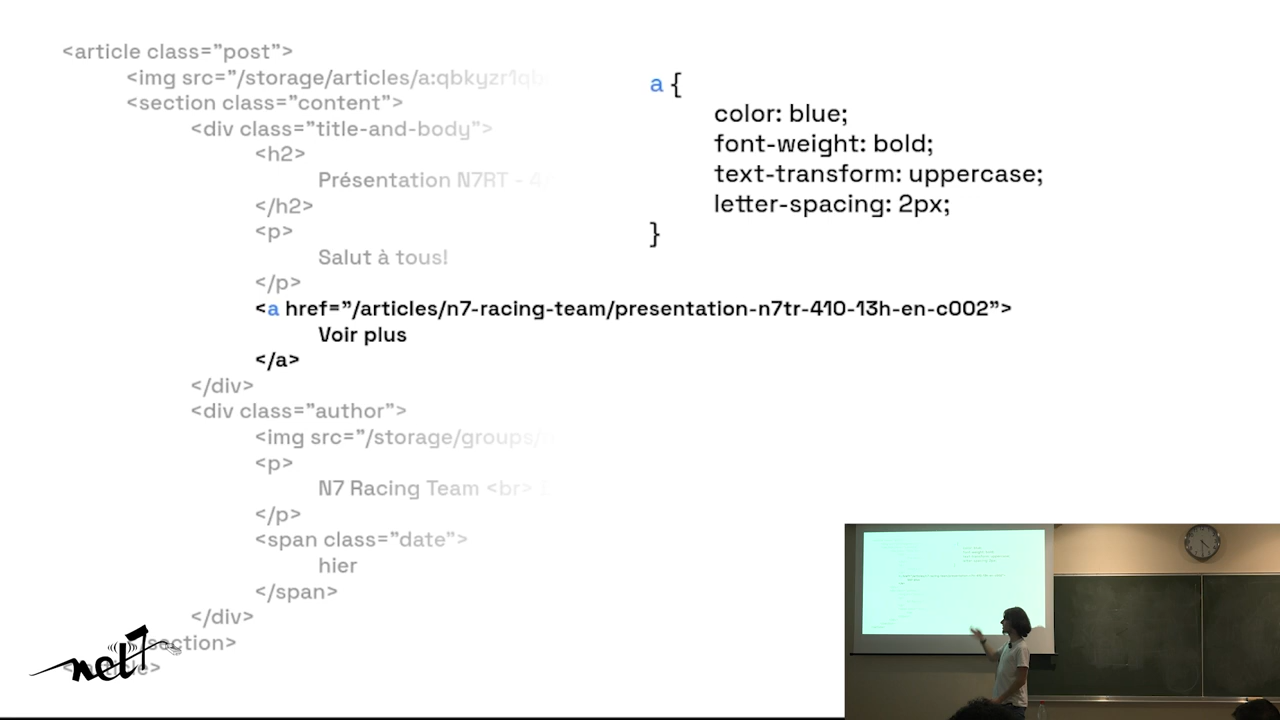 <article class=”post”>
<img src=”/storage/articles/a:qbkyzr1qb
<section class=”content”>
<div class=”title-and-body”>
<h2>
Présentation N7RT - 4
</h2>
<p>
Salut à tous!
</p>
<a href=”/articles/n7-racing-team/presentation-n7tr-410-13h-en-c002”>
Voir plus
</a>
</div>
<div class=”author”>
<img src=”/storage/groups/
<p>
N7 Racing Team <br>
</p>
<span class=”date”>
hier
</span>
</div>
</section>
a {
color: blue;
font-weight: bold;
text-transform: uppercase;
letter-spacing: 2px;
}
net7